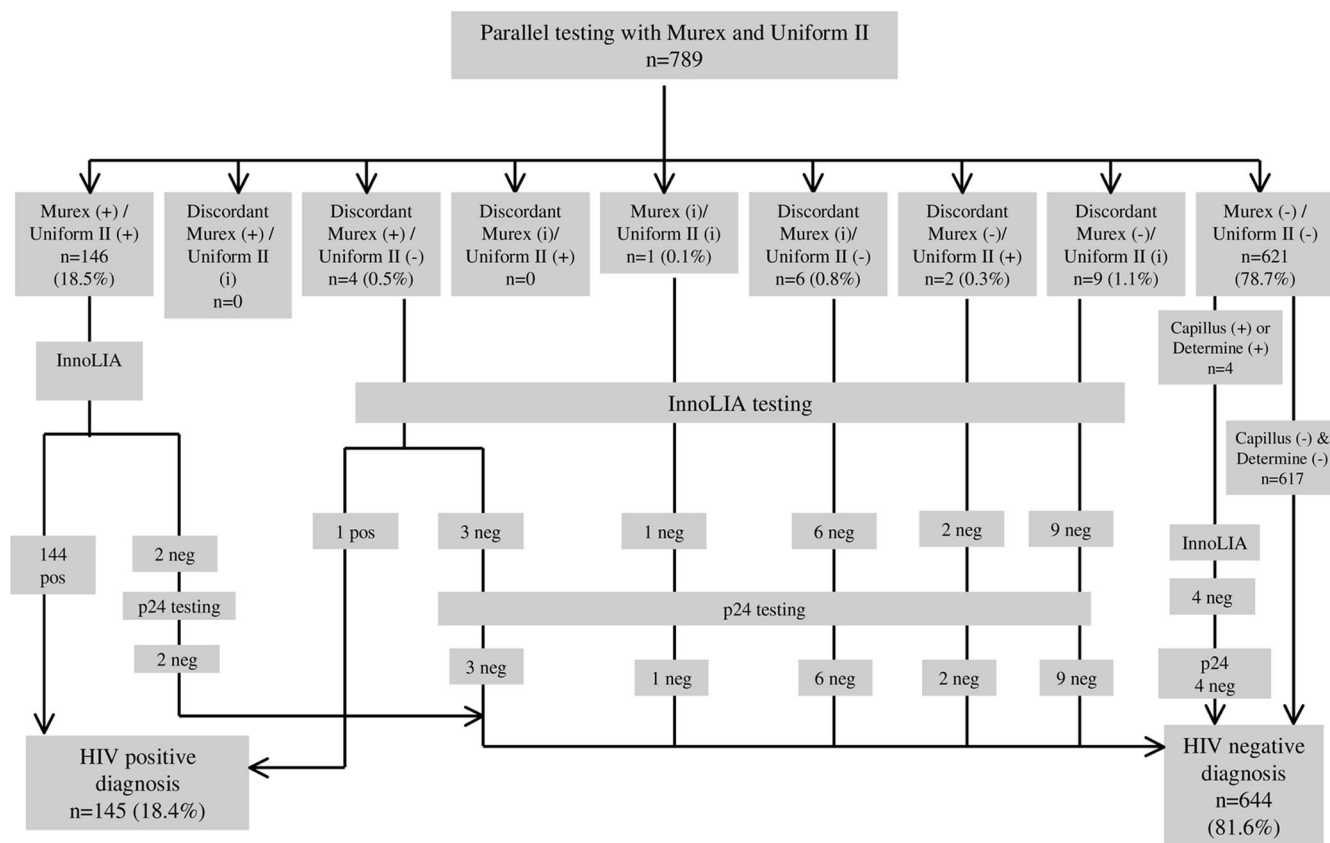 Parallel testing with Murex and Uniform II
n=789
Murex (+) /
Uniform II (+)
n=146
(18.5%)
Discordant
Murex (+) /
Uniform II
(i)
n=0
Discordant
Murex (+) /
Uniform II (-)
n=4 (0.5%)
Discordant
Murex (i)/
Uniform II (+)
n=0
Murex (i)/
Uniform II (i)
n=1 (0.1%)
Discordant
Murex (i)/
Uniform II (-)
n=6 (0.8%)
Discordant
Murex (-)/
Uniform II (+)
n=2 (0.3%)
Discordant
Murex (-)/
Uniform II (i)
n=9 (1.1%)
Murex (-) /
Uniform II (-)
n=621
(78.7%)
InnoLIA
Capillus (+) or
Determine (+)
n=4
InnoLIA testing
Capillus (-) &
Determine (-)
n=617
144
pos
2 neg
1 pos
3 neg
1 neg
6 neg
2 neg
9 neg
InnoLIA
p24 testing
p24 testing
4 neg
2 neg
3 neg
1 neg
6 neg
2 neg
9 neg
p24
4 neg
HIV positive
diagnosis
n=145 (18.4%)
HIV negative
diagnosis
n=644
(81.6%)